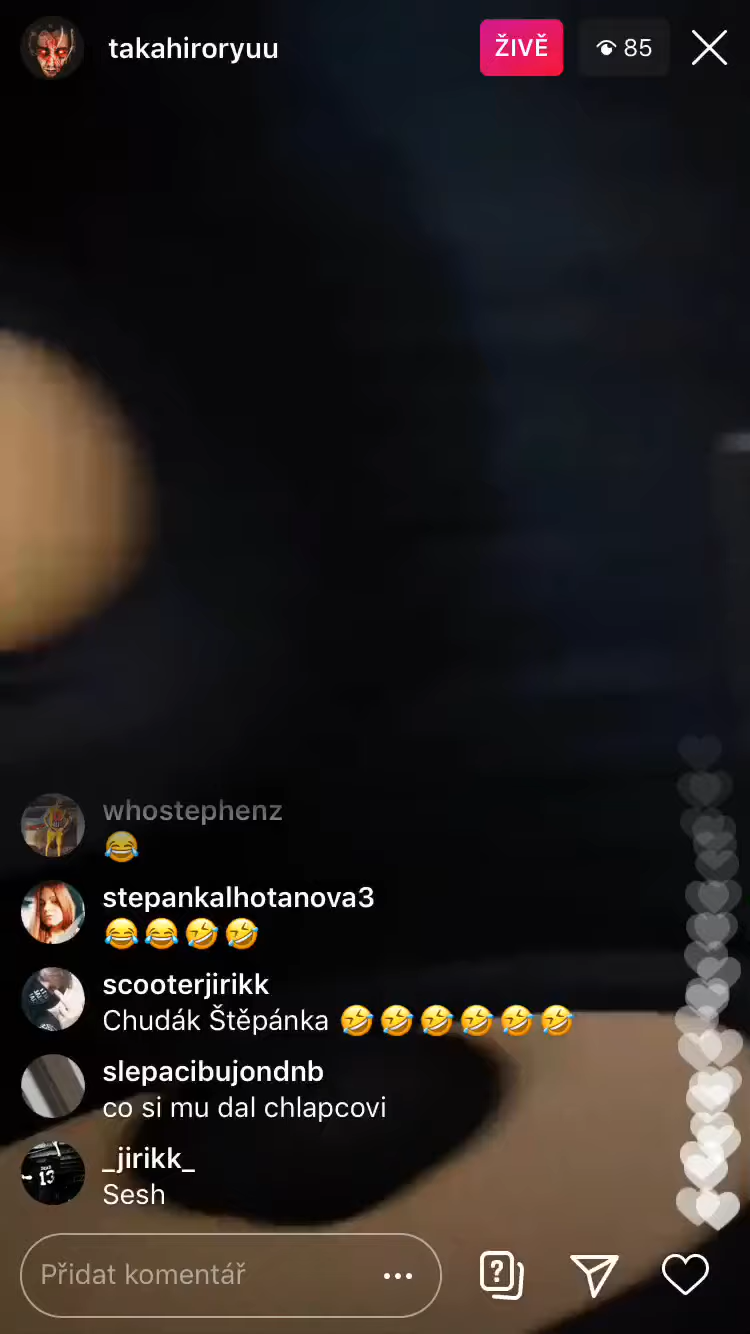 takahiroryuu
ŽIVĚ
85
whostephenz
😂
stepankalhotanova3
😂😂🤣🤣
scooterjirikk
Chudák Štěpánka 🤣🤣🤣🤣🤣🤣
slepacibujondnb
co si mu dal chlapcovi
_jirikk_
Sesh
Přidat komentář